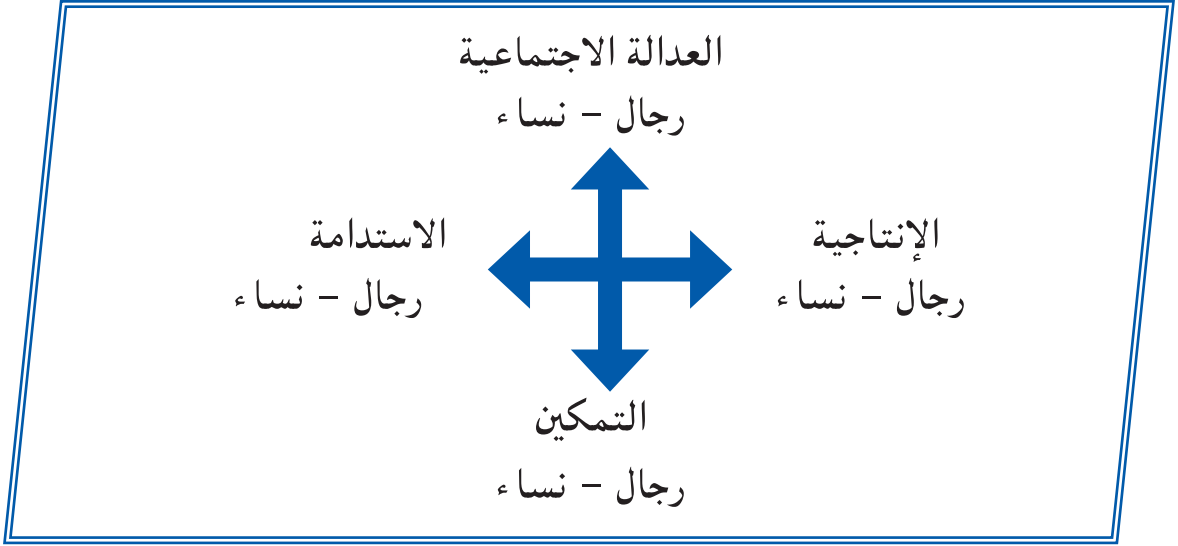 العدالة الاجتماعية
رجال – نساء
الإنتاجية
رجال – نساء
الاستدامة
رجال – نساء
التمكين
رجال – نساء